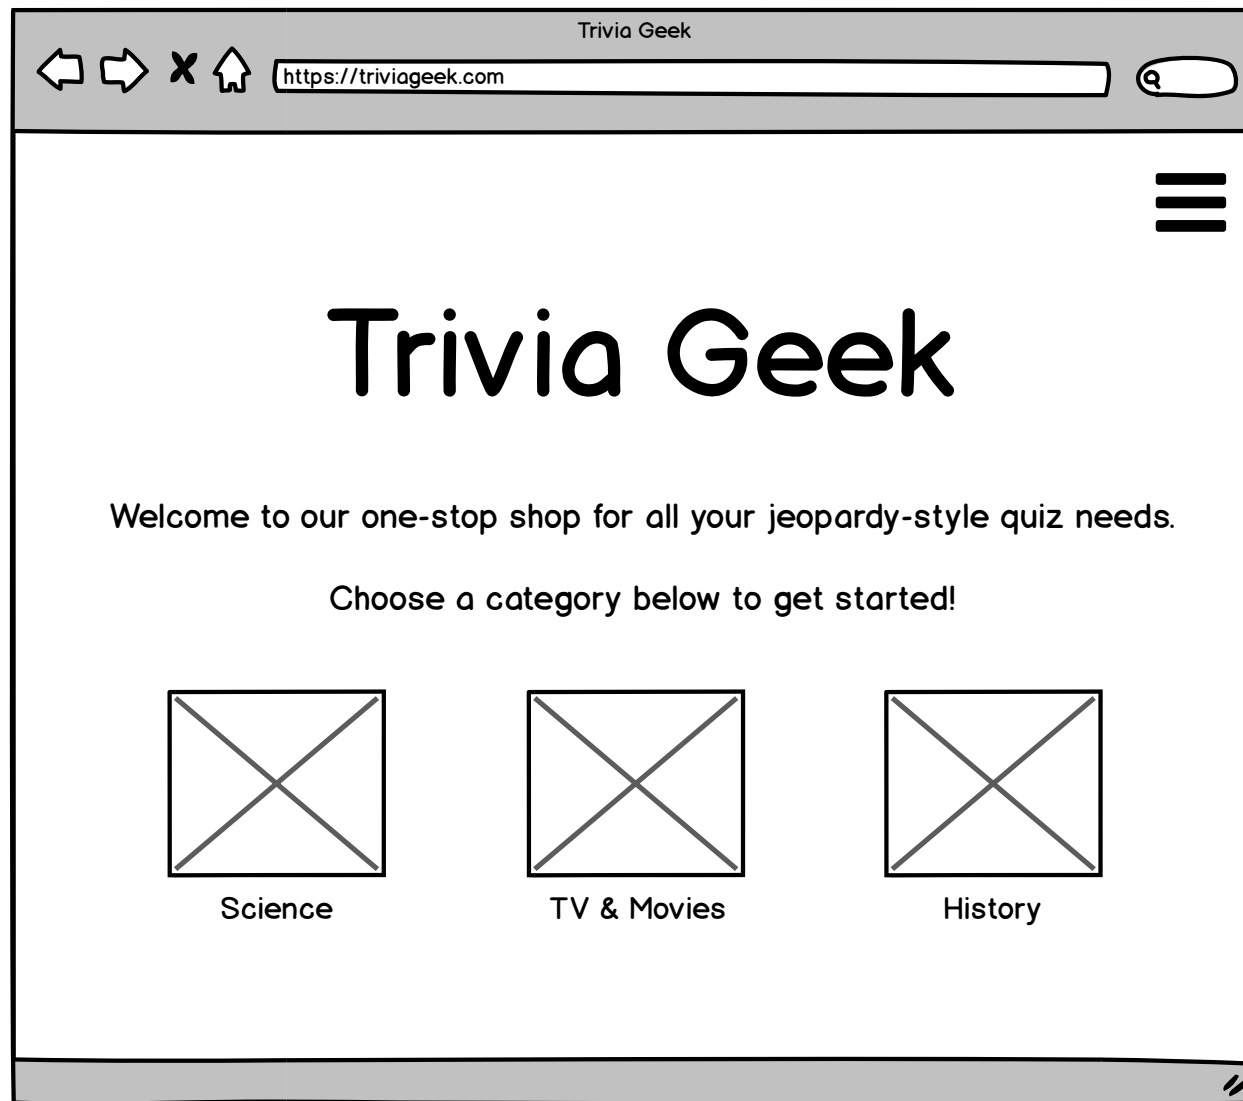 Trivia Geek
https://triviageek.com
Trivia Geek
Welcome to our one-stop shop for all your jeopardy-style quiz needs.
Choose a category below to get started!
Science
TV & Movies
History